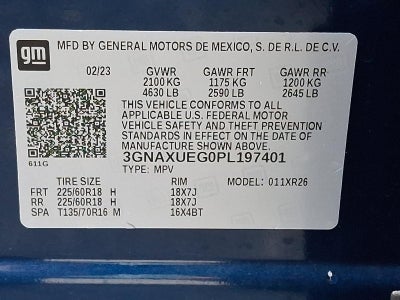 gm MFD BY GENERAL MOTORS DE MEXICO, S. DE R.L. DE C.V.
02/23 GVWR GAWR FRT GAWR RR
2100 KG 1175 KG 1200 KG
4630 LB 2590 LB 2645 LB
THIS VEHICLE CONFORMS TO ALL
APPLICABLE U.S. FEDERAL MOTOR
VEHICLE SAFETY AND THEFT PREVENTION
STANDARDS IN EFFECT ON THE DATE OF
MANUFACTURE SHOWN ABOVE.
3GNAXUEG0PL197401
611G TYPE: MPV
TIRE SIZE RIM MODEL: 011XR26
FRT 225/60R18 H 18X7J
RR 225/60R18 H 18X7J
SPA T135/70R16 M 16X4BT